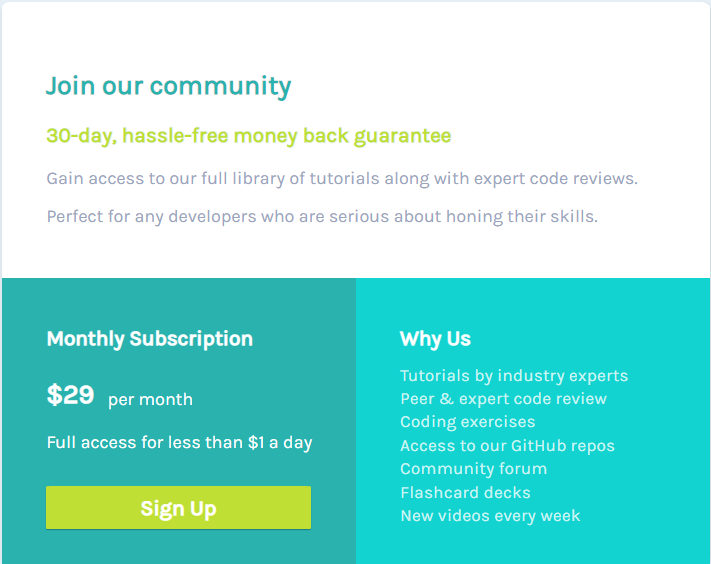 Join our community
30-day, hassle-free money back guarantee
Gain access to our full library of tutorials along with expert code reviews.
Perfect for any developers who are serious about honing their skills.
Monthly Subscription
$29 per month
Full access for less than $1 a day
Sign Up
Why Us
Tutorials by industry experts
Peer & expert code review
Coding exercises
Access to our GitHub repos
Community forum
Flashcard decks
New videos every week